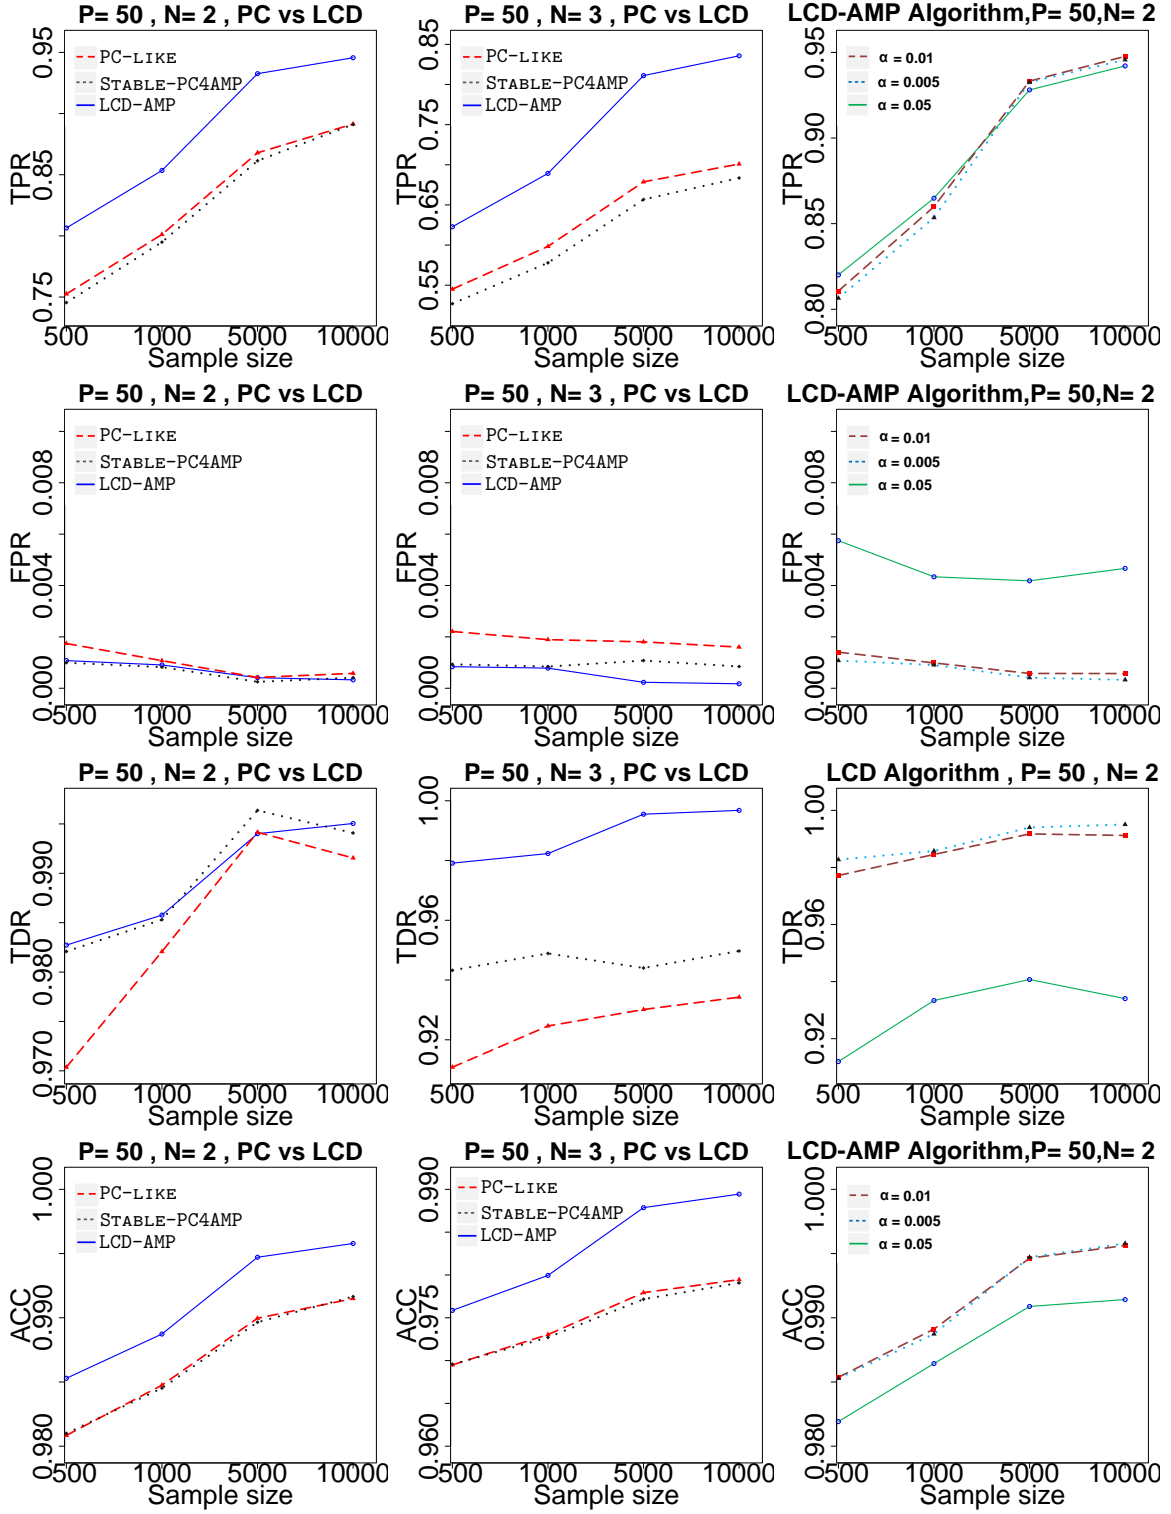 P= 50 , N= 2 , PC vs LCD
TPR
0.75 0.85 0.95
PC-LIKE
STABLE-PC4AMP
LCD-AMP
500 1000 5000 10000
Sample size
P= 50 , N= 3 , PC vs LCD
TPR
0.55 0.65 0.75 0.85
PC-LIKE
STABLE-PC4AMP
LCD-AMP
500 1000 5000 10000
Sample size
LCD-AMP Algorithm,P= 50,N= 2
TPR
0.80 0.85 0.90 0.95
α = 0.01
α = 0.005
α = 0.05
500 1000 5000 10000
Sample size
P= 50 , N= 2 , PC vs LCD
FPR
0.000 0.004 0.008
PC-LIKE
STABLE-PC4AMP
LCD-AMP
500 1000 5000 10000
Sample size
P= 50 , N= 3 , PC vs LCD
FPR
0.000 0.004 0.008
PC-LIKE
STABLE-PC4AMP
LCD-AMP
500 1000 5000 10000
Sample size
LCD-AMP Algorithm,P= 50,N= 2
FPR
0.000 0.004 0.008
α = 0.01
α = 0.005
α = 0.05
500 1000 5000 10000
Sample size
P= 50 , N= 2 , PC vs LCD
TDR
0.970 0.980 0.990
500 1000 5000 10000
Sample size
P= 50 , N= 3 , PC vs LCD
TDR
0.92 0.96 1.00
500 1000 5000 10000
Sample size
LCD Algorithm , P= 50 , N= 2
TDR
0.92 0.96 1.00
500 1000 5000 10000
Sample size
P= 50 , N= 2 , PC vs LCD
ACC
0.980 0.990 1.000
PC-LIKE
STABLE-PC4AMP
LCD-AMP
500 1000 5000 10000
Sample size
P= 50 , N= 3 , PC vs LCD
ACC
0.960 0.975 0.990
PC-LIKE
STABLE-PC4AMP
LCD-AMP
500 1000 5000 10000
Sample size
LCD-AMP Algorithm,P= 50,N= 2
ACC
0.980 0.990 1.000
α = 0.01
α = 0.005
α = 0.05
500 1000 5000 10000
Sample size